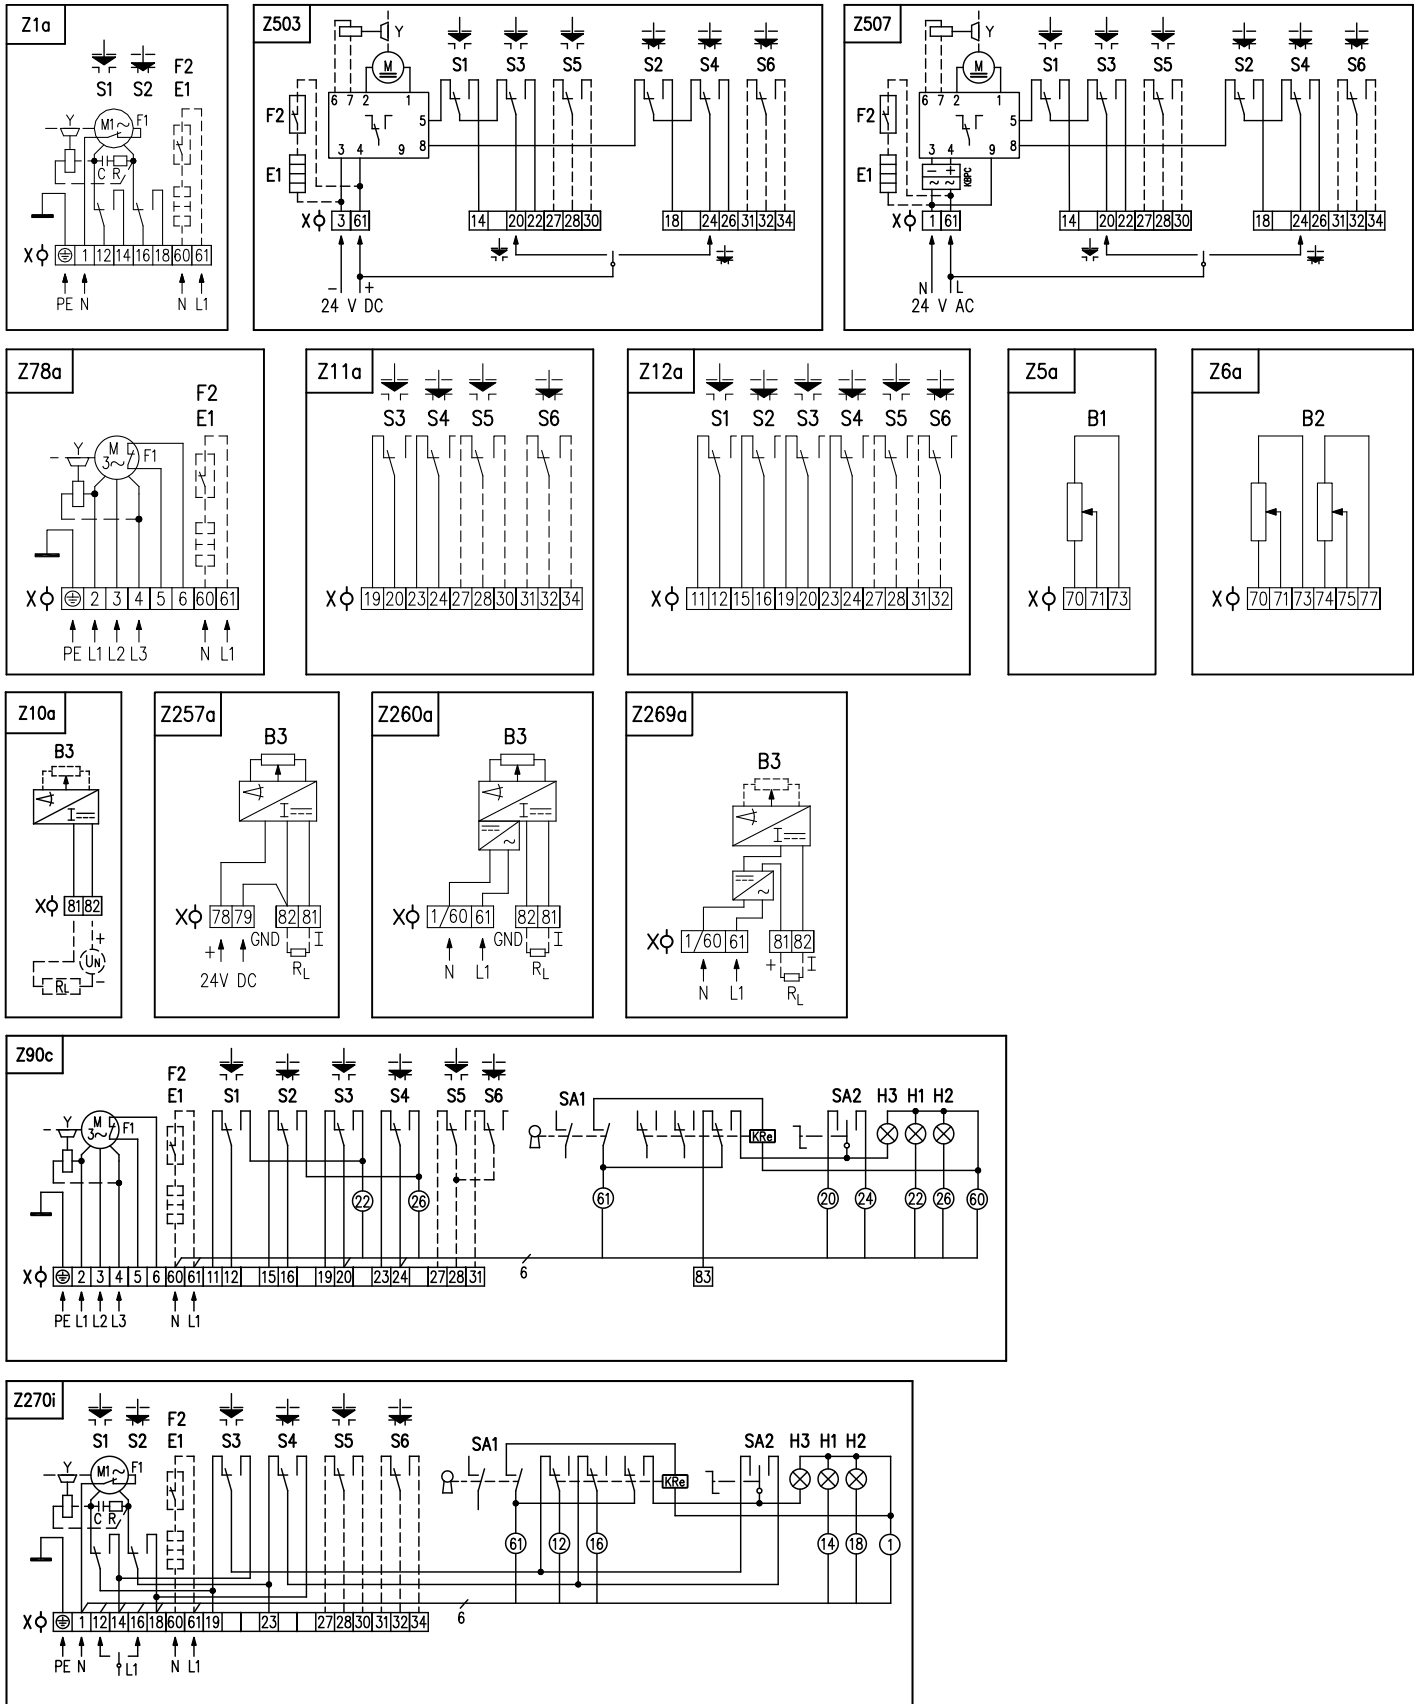 Z1a
S1 S2 F2
E1
Y M1 ~ F1
C R
X 1 12 14 16 18 60 61
PE N N L1
Z503
Y
S1 S3 S5 S2 S4 S6
M
6 7 2 1
F2 5
3 4 9 8
E1
X 3 61 14 20 22 27 28 30 18 24 26 31 32 34
- +
24 V DC
Z507
Y
S1 S3 S5 S2 S4 S6
M
6 7 2 1
F2 5
3 4 9 8
E1 - + KBPC
~ ~
X 1 61 14 20 22 27 28 30 18 24 26 31 32 34
N L
24 V AC
Z78a
F2
E1
Y M 3~ F1
X 2 3 4 5 6 60 61
PE L1 L2 L3 N L1
Z11a
S3 S4 S5 S6
X 19 20 23 24 27 28 30 31 32 34
Z12a
S1 S2 S3 S4 S5 S6
X 11 12 15 16 19 20 23 24 27 28 31 32
Z5a
B1
X 70 71 73
Z6a
B2
X 70 71 73 74 75 77
Z10a
B3
I
X 81 82
+
UN
RL -
Z257a
B3
I
X 78 79 82 81
+ GND I
24V DC RL
Z260a
B3
I
~
X 1/60 61 82 81
GND I
N L1 RL
Z269a
B3
I
~
X 1/60 61 81 82
+ I
N L1 RL
Z90c
F2 S1 S2 S3 S4 S5 S6
E1
SA1 SA2 H3 H1 H2
Y M 3~ F1
KRe
22 26 61 20 24 22 26 60
6
X 2 3 4 5 6 60 61 11 12 15 16 19 20 23 24 27 28 31 83
PE L1 L2 L3 N L1
Z270i
S1 S2 F2 S3 S4 S5 S6
E1
SA1 SA2 H3 H1 H2
Y M1 ~ F1
KRe
C R
61 12 16 14 18 1
6
X 1 12 14 16 18 60 61 19 23 27 28 30 31 32 34
PE N L1 N L1